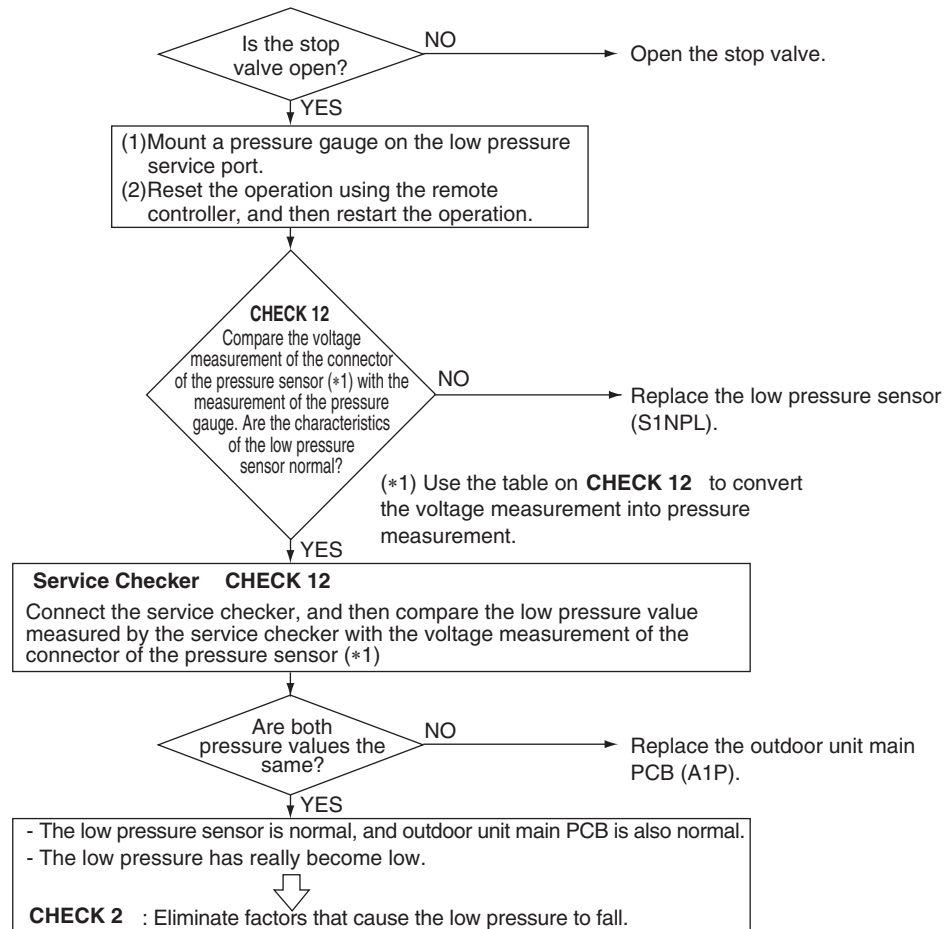 Is the stop
valve open?
NO
Open the stop valve.
YES
(1)Mount a pressure gauge on the low pressure
service port.
(2)Reset the operation using the remote
controller, and then restart the operation.
CHECK 12
Compare the voltage
measurement of the connector
of the pressure sensor (*1) with the
measurement of the pressure
gauge. Are the characteristics
of the low pressure
sensor normal?
NO
Replace the low pressure sensor
(S1NPL).
(*1) Use the table on CHECK 12 to convert
the voltage measurement into pressure
measurement.
YES
Service Checker CHECK 12
Connect the service checker, and then compare the low pressure value
measured by the service checker with the voltage measurement of the
connector of the pressure sensor (*1)
Are both
pressure values the
same?
NO
Replace the outdoor unit main
PCB (A1P).
YES
- The low pressure sensor is normal, and outdoor unit main PCB is also normal.
- The low pressure has really become low.
CHECK 2 : Eliminate factors that cause the low pressure to fall.